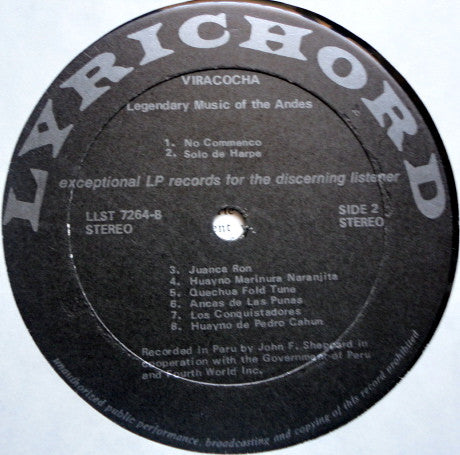 LYRICHORD
VIRACOCHA
Legendary Music of the Andes
1. No Commenco
2. Solo de Harpe
exceptional LP records for the discerning listener
LLST 7264-B
STEREO
SIDE 2
STEREO
3. Juanca Ron
4. Huayno Marinura Naranjita
5. Quechua Fold Tune
6. Ancas de Las Punas
7. Los Conquistadores
8. Huayno de Pedro Cahun
Recorded in Paru by John F. Sheppard in
cooperation with the Government of Peru
and Fourth World Inc.
unauthorized public performance, broadcasting and copying of this record prohibited